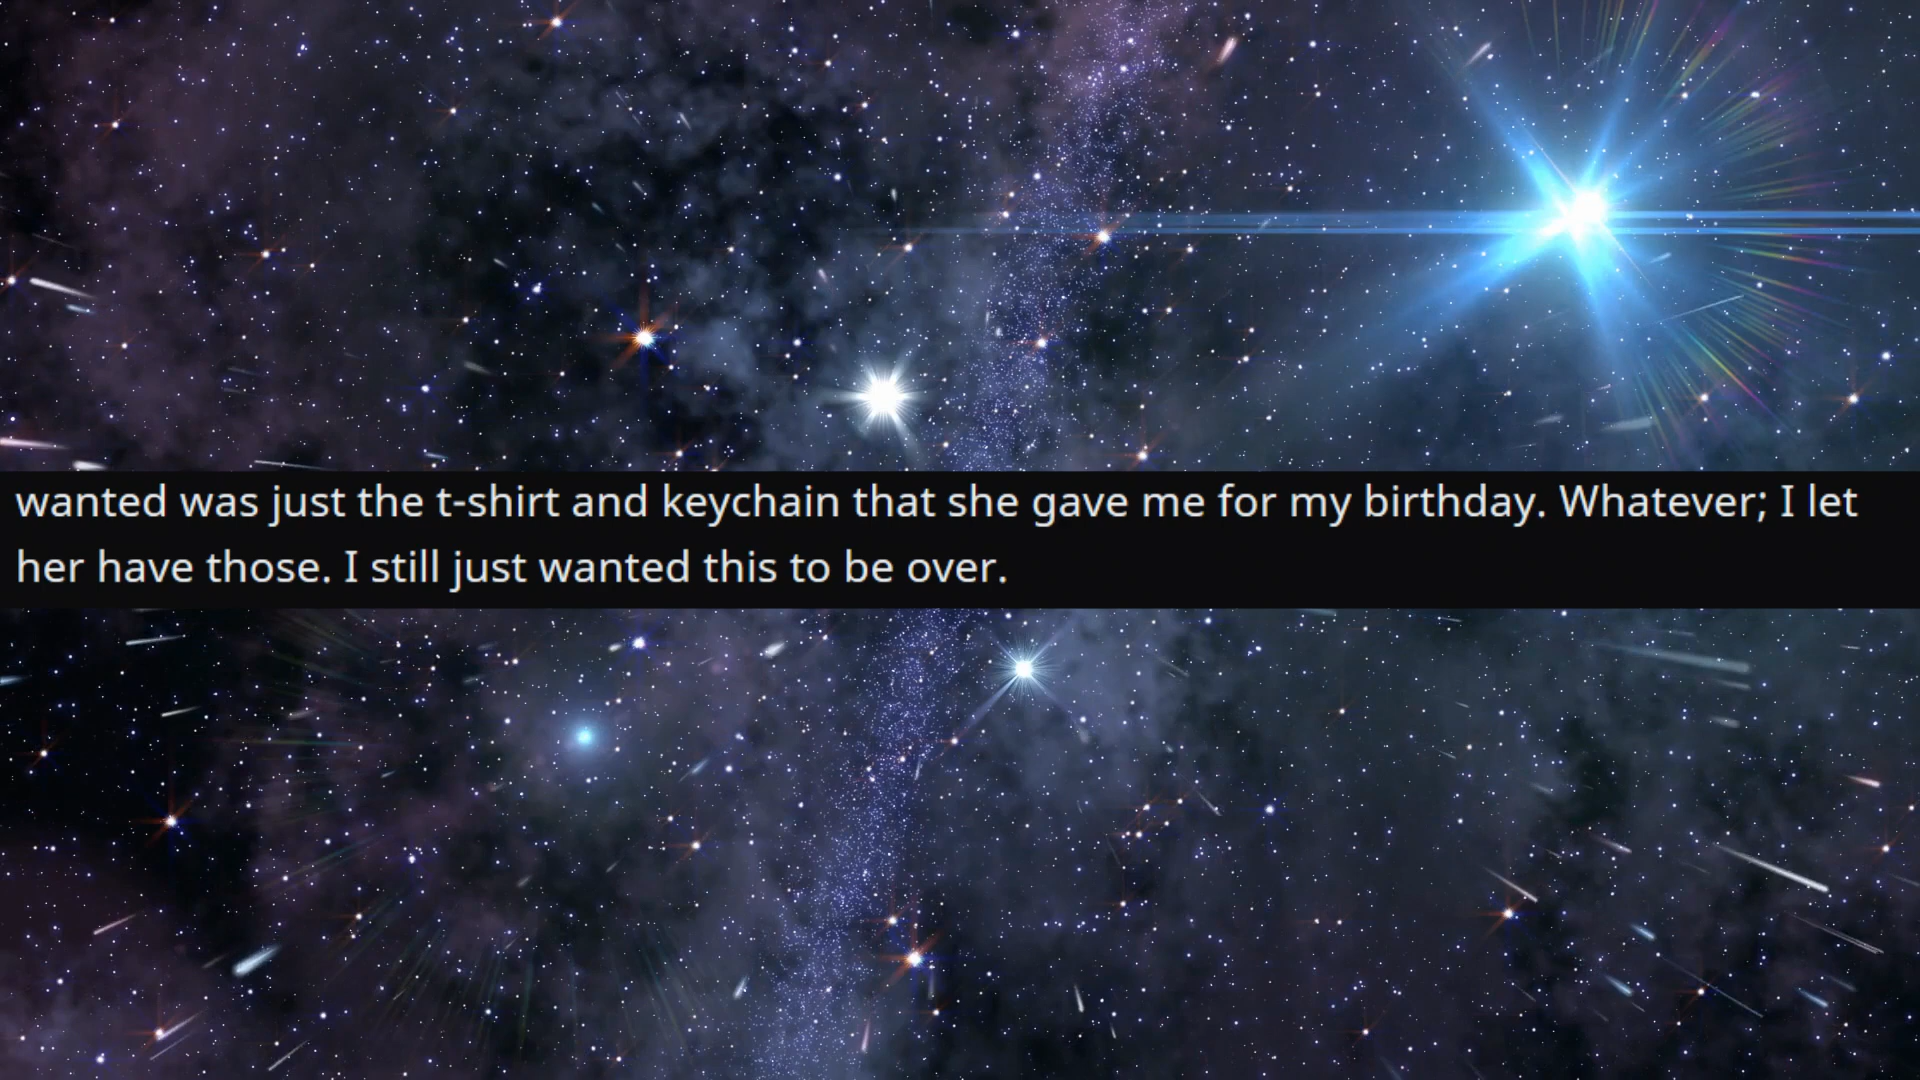 wanted was just the t-shirt and keychain that she gave me for my birthday. Whatever; I let
her have those. I still just wanted this to be over.